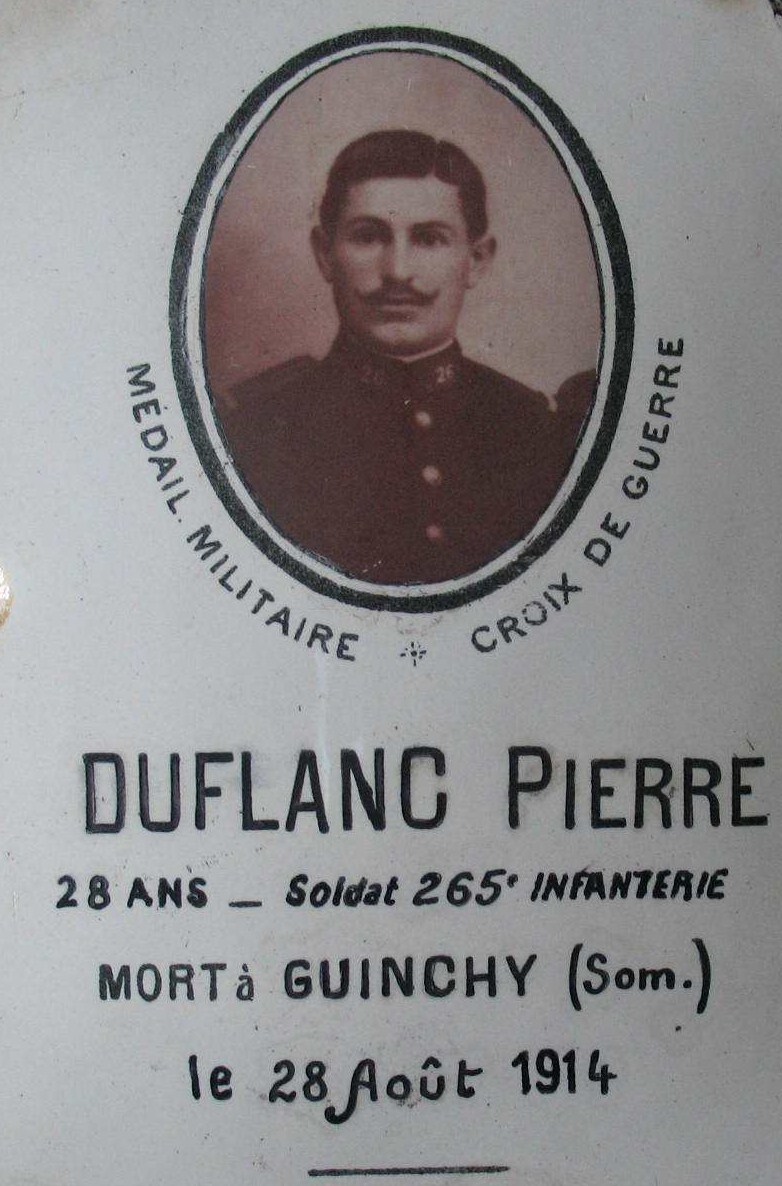 MÉDAIL. MILITAIRE
CROIX DE GUERRE
DUFLANC PIERRE
28 ANS _ Soldat 265e INFANTERIE
MORT à GUINCHY (Som.)
le 28 Août 1914